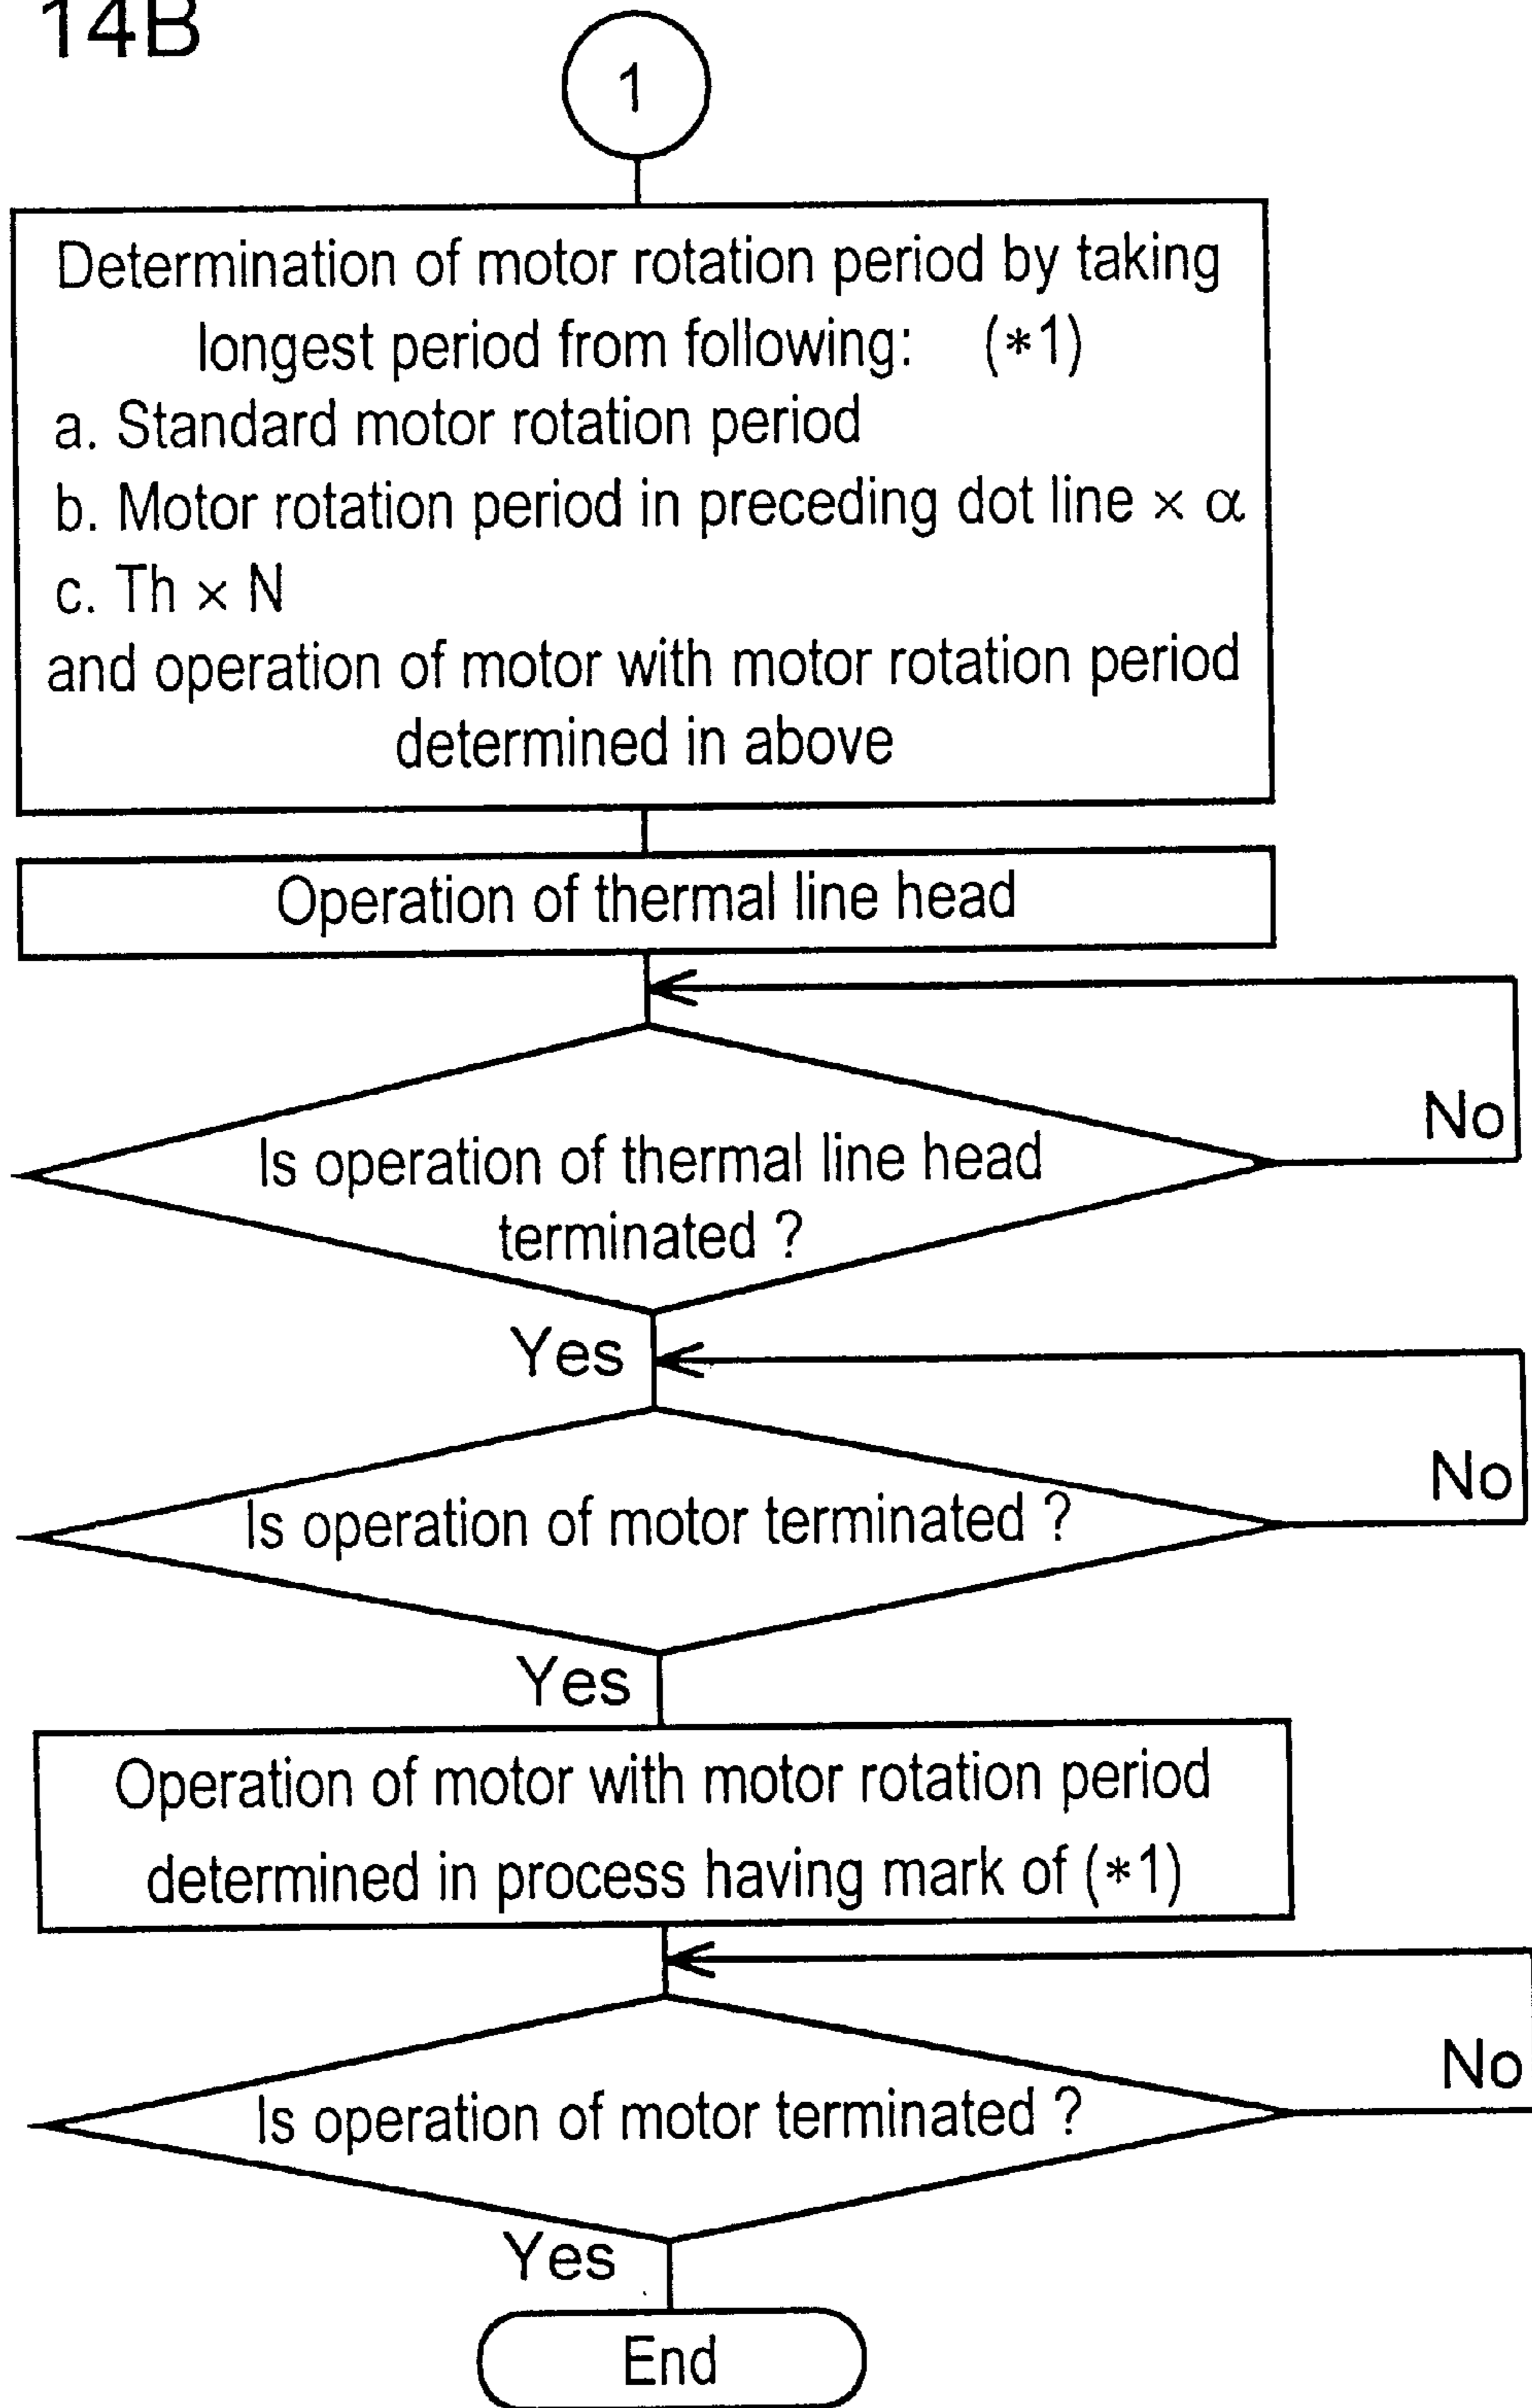 14B
1
Determination of motor rotation period by taking
longest period from following: (*1)
a. Standard motor rotation period
b. Motor rotation period in preceding dot line × α
c. Th × N
and operation of motor with motor rotation period
determined in above
Operation of thermal line head
No
Is operation of thermal line head
terminated ?
Yes
No
Is operation of motor terminated ?
Yes
Operation of motor with motor rotation period
determined in process having mark of (*1)
No
Is operation of motor terminated ?
Yes
End